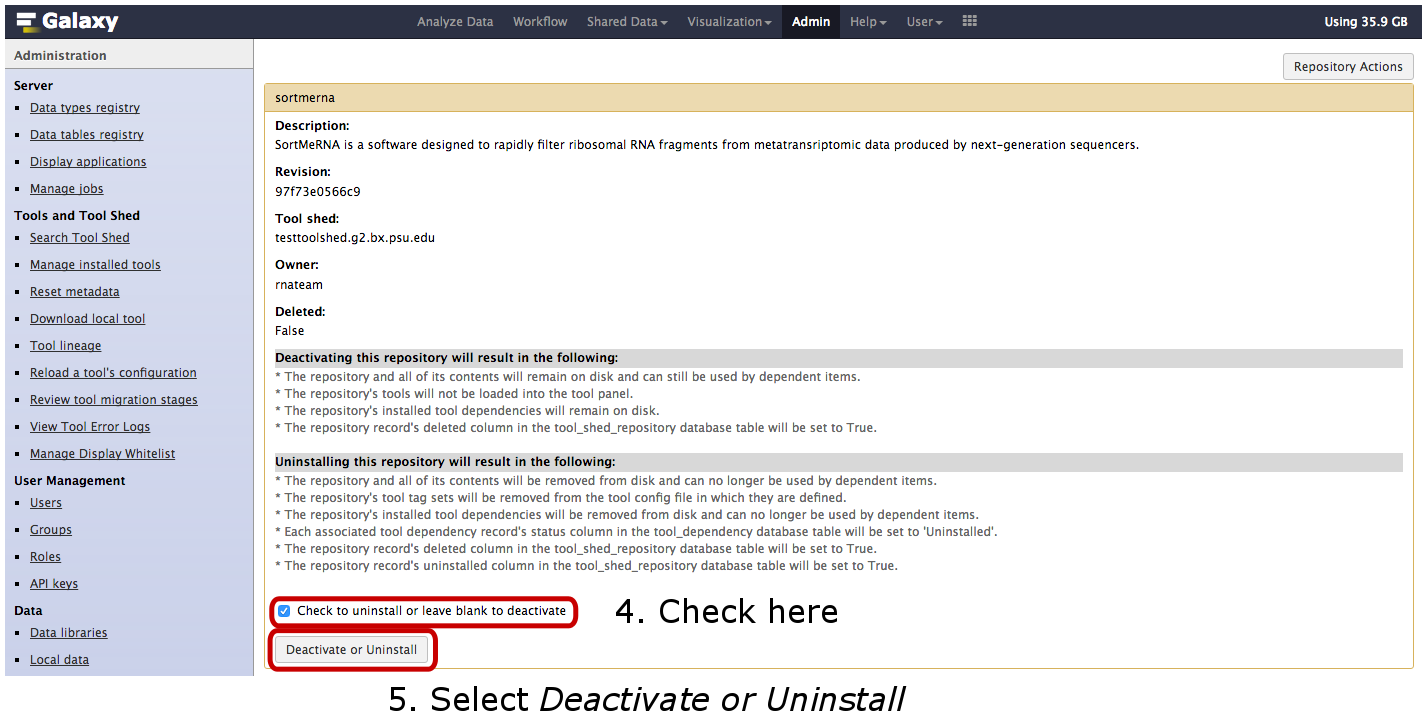 Galaxy
Analyze Data Workflow Shared Data Visualization Admin Help User
Using 35.9 GB
Administration
Server
Data types registry
Data tables registry
Display applications
Manage jobs
Tools and Tool Shed
Search Tool Shed
Manage installed tools
Reset metadata
Download local tool
Tool lineage
Reload a tool's configuration
Review tool migration stages
View Tool Error Logs
Manage Display Whitelist
User Management
Users
Groups
Roles
API keys
Data
Data libraries
Local data
Repository Actions
sortmerna
Description:
SortMeRNA is a software designed to rapidly filter ribosomal RNA fragments from metatransriptomic data produced by next-generation sequencers.
Revision:
97f73e0566c9
Tool shed:
testtoolshed.g2.bx.psu.edu
Owner:
rnateam
Deleted:
False
Deactivating this repository will result in the following:
* The repository and all of its contents will remain on disk and can still be used by dependent items.
* The repository's tools will not be loaded into the tool panel.
* The repository's installed tool dependencies will remain on disk.
* The repository record's deleted column in the tool_shed_repository database table will be set to True.
Uninstalling this repository will result in the following:
* The repository and all of its contents will be removed from disk and can no longer be used by dependent items.
* The repository's tool tag sets will be removed from the tool config file in which they are defined.
* The repository's installed tool dependencies will be removed from disk and can no longer be used by dependent items.
* Each associated tool dependency record's status column in the tool_dependency database table will be set to 'Uninstalled'.
* The repository record's deleted column in the tool_shed_repository database table will be set to True.
* The repository record's uninstalled column in the tool_shed_repository database table will be set to True.
Check to uninstall or leave blank to deactivate
4. Check here
Deactivate or Uninstall
5. Select Deactivate or Uninstall